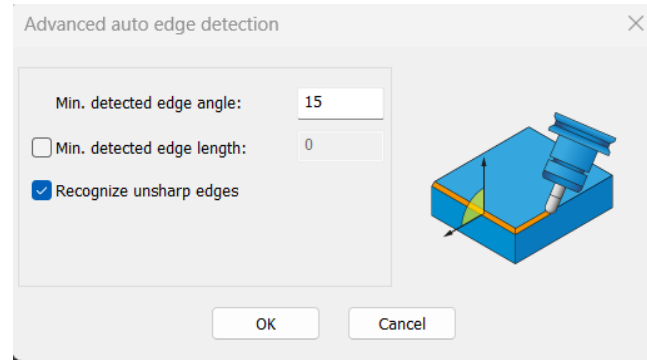 Advanced auto edge detection
Min. detected edge angle: 15
Min. detected edge length: 0
Recognize unsharp edges
OK Cancel